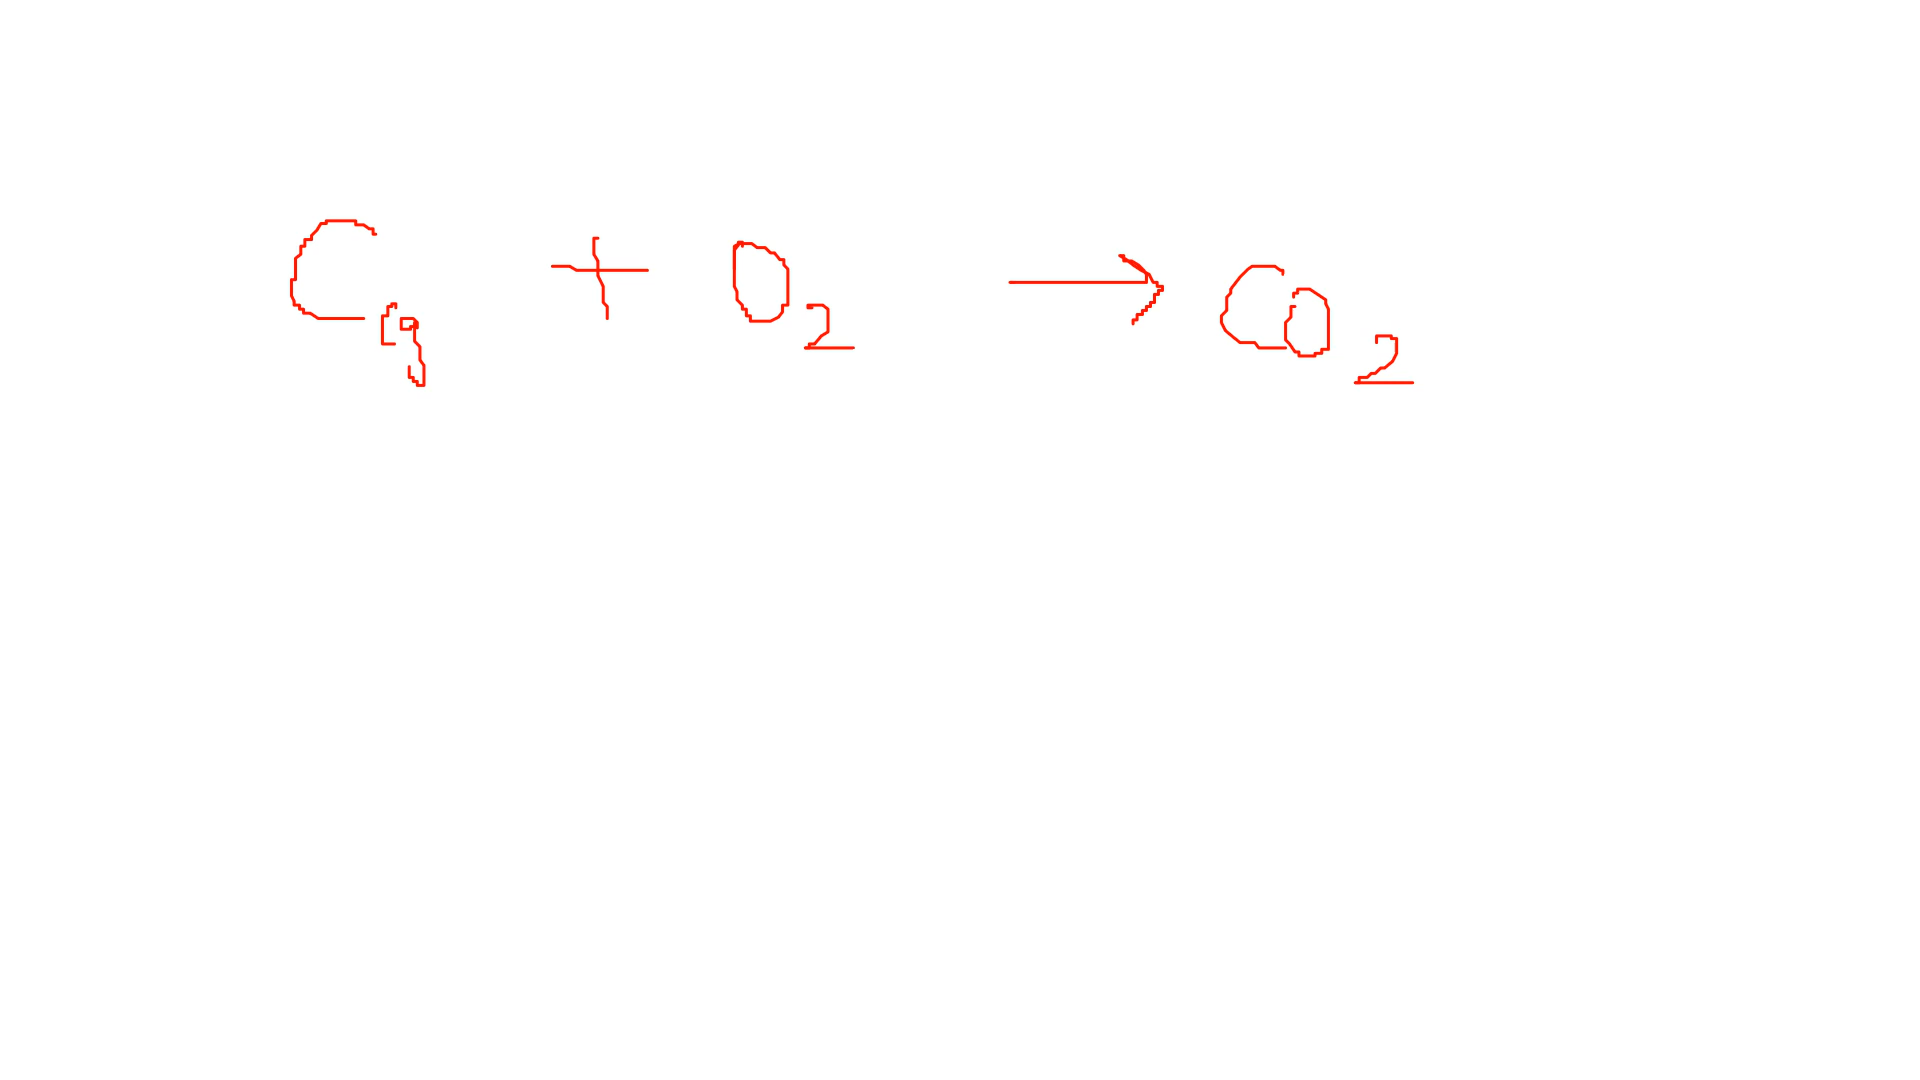 C(g + O2 → CO2